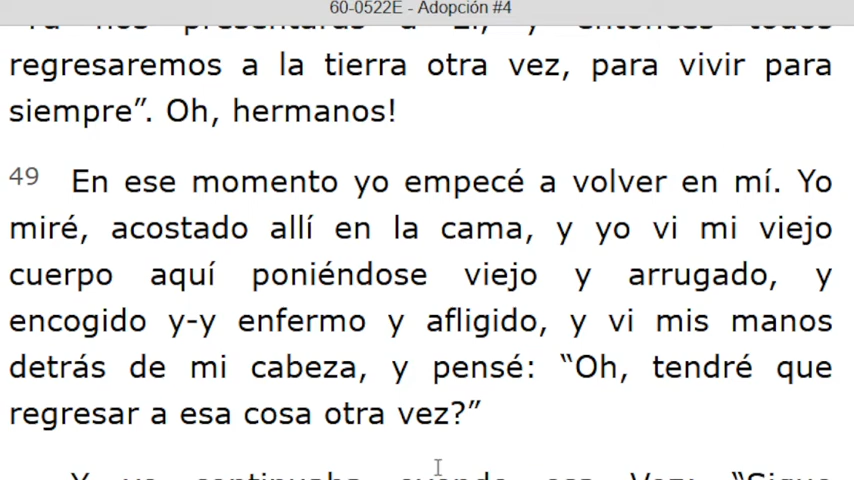 60-0522E - Adopción #4
regresaremos a la tierra otra vez, para vivir para
siempre”. Oh, hermanos!
49 En ese momento yo empecé a volver en mí. Yo
miré, acostado allí en la cama, y yo vi mi viejo
cuerpo aquí poniéndose viejo y arrugado, y
encogido y-y enfermo y afligido, y vi mis manos
detrás de mi cabeza, y pensé: “Oh, tendré que
regresar a esa cosa otra vez?”